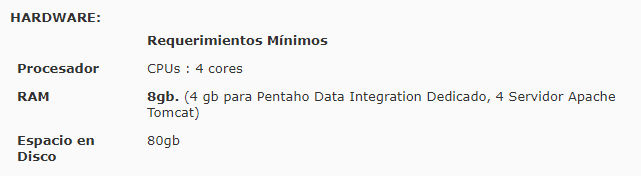 HARDWARE:
Requerimientos Mínimos
Procesador CPUs : 4 cores
RAM 8gb. (4 gb para Pentaho Data Integration Dedicado, 4 Servidor Apache
Tomcat)
Espacio en 80gb
Disco